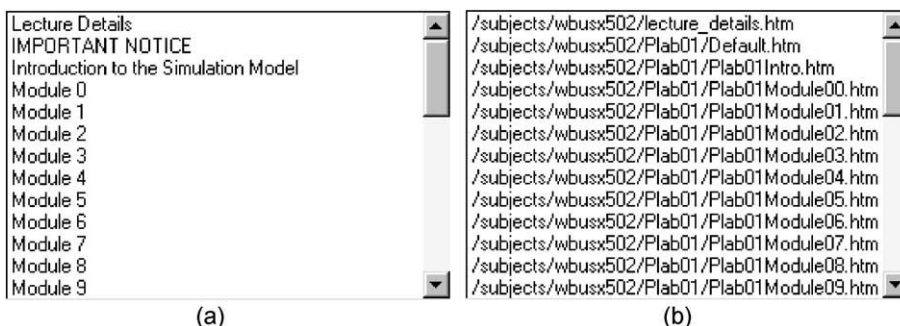 Lecture Details
IMPORTANT NOTICE
Introduction to the Simulation Model
Module 0
Module 1
Module 2
Module 3
Module 4
Module 5
Module 6
Module 7
Module 8
Module 9
(a)
/subjects/wbusx502/lecture_details.htm
/subjects/wbusx502/Plab01/Default.htm
/subjects/wbusx502/Plab01/Plab01Intro.htm
/subjects/wbusx502/Plab01/Plab01Module00.htm
/subjects/wbusx502/Plab01/Plab01Module01.htm
/subjects/wbusx502/Plab01/Plab01Module02.htm
/subjects/wbusx502/Plab01/Plab01Module03.htm
/subjects/wbusx502/Plab01/Plab01Module04.htm
/subjects/wbusx502/Plab01/Plab01Module05.htm
/subjects/wbusx502/Plab01/Plab01Module06.htm
/subjects/wbusx502/Plab01/Plab01Module07.htm
/subjects/wbusx502/Plab01/Plab01Module08.htm
/subjects/wbusx502/Plab01/Plab01Module09.htm
(b)